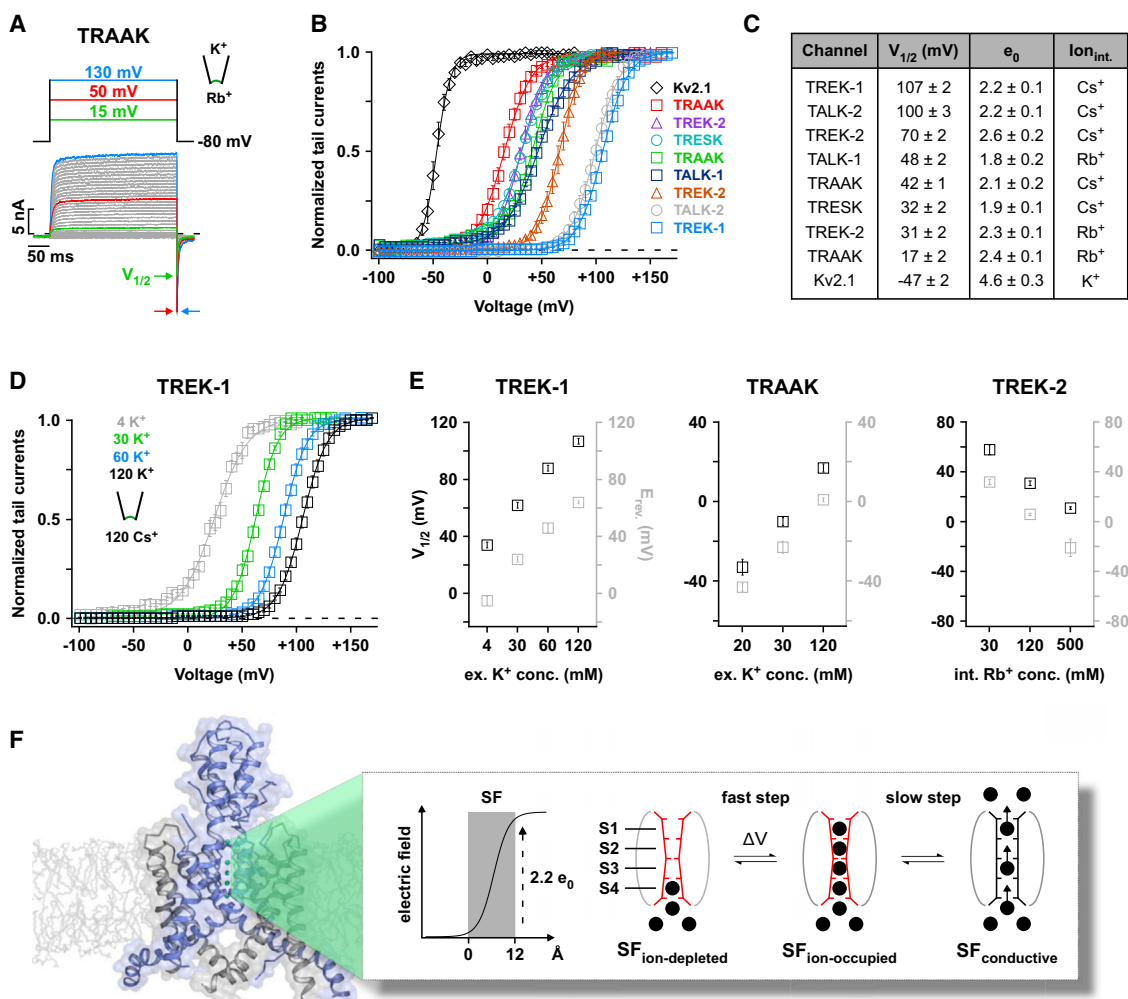 A
TRAAK
K⁺
Rb⁺
130 mV
50 mV
15 mV
-80 mV
5 nA
50 ms
V₁/₂
B
Normalized tail currents
1.0
0.5
0.0
-100 -50 0 +50 +100 +150
Voltage (mV)
Kv2.1
TRAAK
TREK-2
TRESK
TRAAK
TALK-1
TREK-2
TALK-2
TREK-1
C
Channel V₁/₂ (mV) e₀ Ion_int.
TREK-1 107 ± 2 2.2 ± 0.1 Cs⁺
TALK-2 100 ± 3 2.2 ± 0.1 Cs⁺
TREK-2 70 ± 2 2.6 ± 0.2 Cs⁺
TALK-1 48 ± 2 1.8 ± 0.2 Rb⁺
TRAAK 42 ± 1 2.1 ± 0.2 Cs⁺
TRESK 32 ± 2 1.9 ± 0.1 Cs⁺
TREK-2 31 ± 2 2.3 ± 0.1 Rb⁺
TRAAK 17 ± 2 2.4 ± 0.1 Rb⁺
Kv2.1 -47 ± 2 4.6 ± 0.3 K⁺
D
TREK-1
Normalized tail currents
1.0
0.5
0.0
4 K⁺
30 K⁺
60 K⁺
120 K⁺
120 Cs⁺
-100 -50 0 +50 +100 +150
Voltage (mV)
E
TREK-1
V₁/₂ (mV)
120
80
40
0
120
80
40
0
E_rev. (mV)
4 30 60 120
ex. K⁺ conc. (mM)
TRAAK
40
0
-40
40
0
-40
20 30 120
ex. K⁺ conc. (mM)
TREK-2
80
40
0
-40
-80
80
40
0
-40
-80
30 120 500
int. Rb⁺ conc. (mM)
F
SF
electric field
2.2 e₀
0 12 Å
fast step
slow step
S1
S2
S3
S4
ΔV
SF_ion-depleted
SF_ion-occupied
SF_conductive